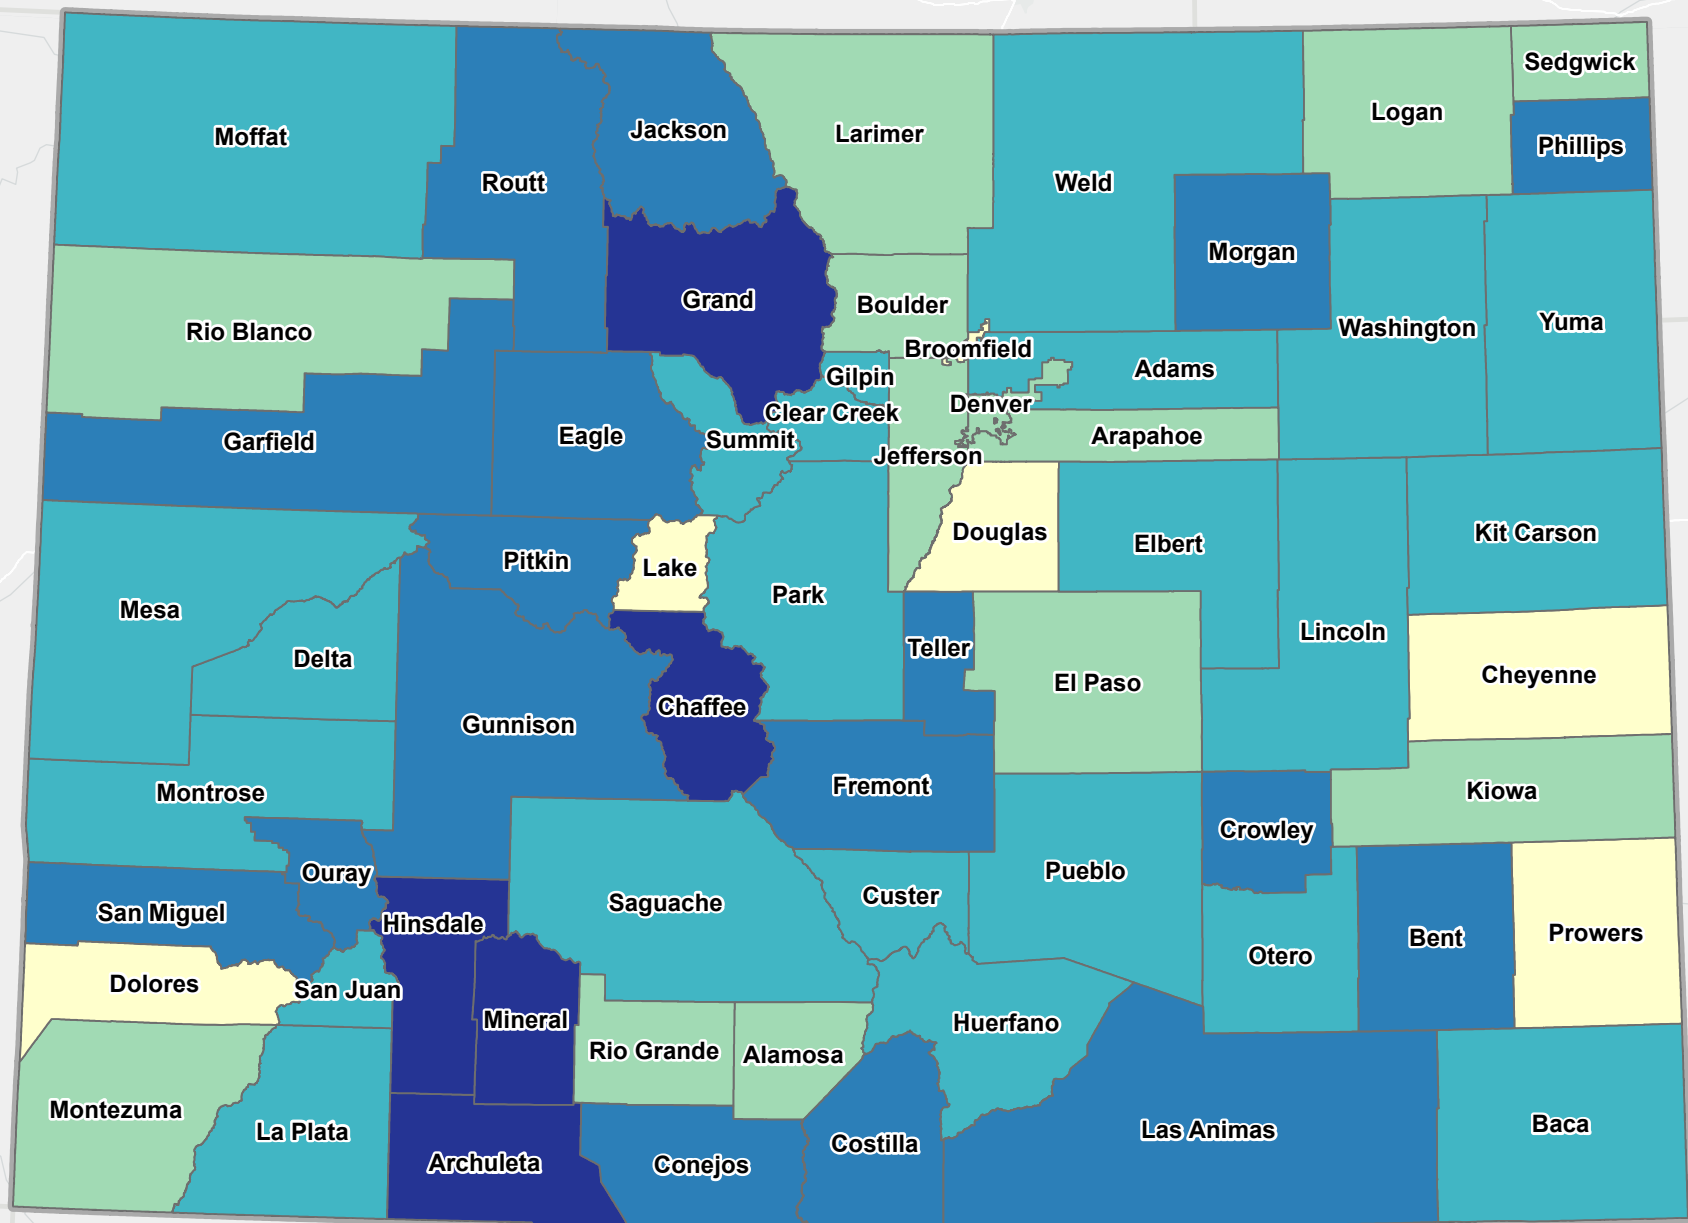 Sedgwick
Logan
Larimer
Jackson
Moffat
Phillips
Routt
Weld
Morgan
Grand
Boulder
Yuma
Washington
Rio Blanco
Broomfield
Adams
Gilpin
Denver
Clear Creek
Arapahoe
Eagle
Summit
Garfield
Jefferson
Douglas
Kit Carson
Elbert
Pitkin
Lake
Park
Mesa
Lincoln
Teller
Delta
Cheyenne
El Paso
Chaffee
Gunnison
Fremont
Kiowa
Montrose
Crowley
Pueblo
Ouray
Custer
Saguache
San Miguel
Hinsdale
Prowers
Bent
Otero
Dolores
San Juan
Mineral
Huerfano
Rio Grande
Alamosa
Montezuma
Baca
La Plata
Las Animas
Costilla
Archuleta
Conejos